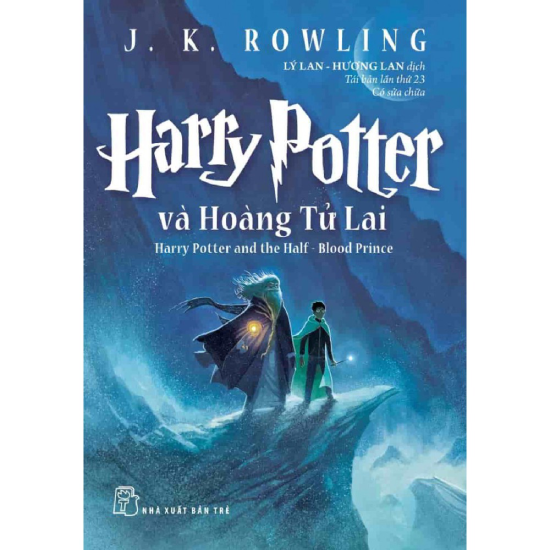 J. K. ROWLING
LÝ LAN - HƯƠNG LAN dịch
Tái bản lần thứ 23
Có sửa chữa
Harry Potter
và Hoàng Tử Lai
Harry Potter and the Half - Blood Prince
NHÀ XUẤT BẢN TRẺ